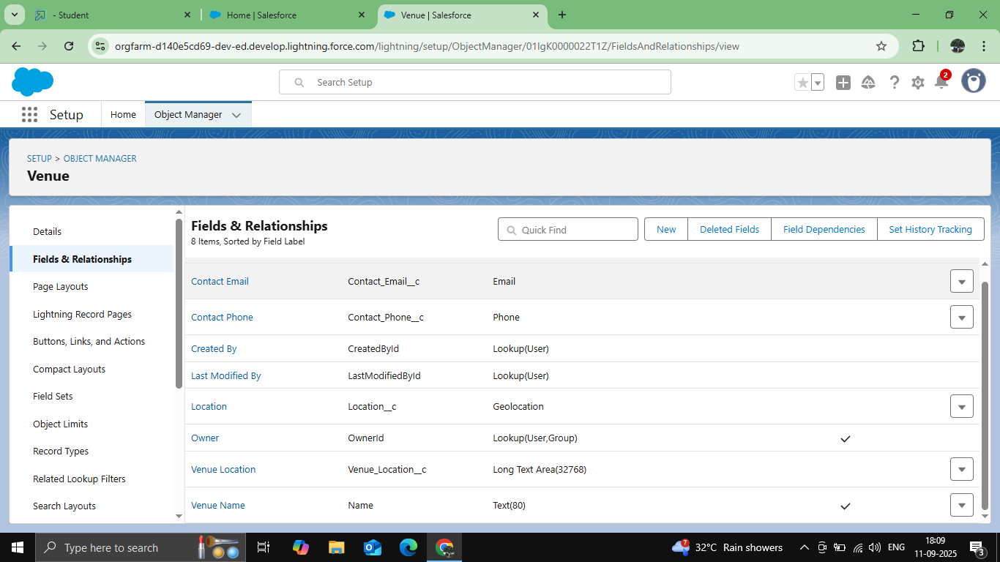 - Student
Home | Salesforce
Venue | Salesforce
orgfarm-d140e5cd69-dev-ed.develop.lightning.force.com/lightning/setup/ObjectManager/01IgK0000022T1Z/FieldsAndRelationships/view
Search Setup
2
Setup
Home
Object Manager
SETUP > OBJECT MANAGER
Venue
Details
Fields & Relationships
Page Layouts
Lightning Record Pages
Buttons, Links, and Actions
Compact Layouts
Field Sets
Object Limits
Record Types
Related Lookup Filters
Search Layouts
Fields & Relationships
8 Items, Sorted by Field Label
Quick Find
New
Deleted Fields
Field Dependencies
Set History Tracking
Contact Email Contact_Email__c Email
Contact Phone Contact_Phone__c Phone
Created By CreatedById Lookup(User)
Last Modified By LastModifiedById Lookup(User)
Location Location__c Geolocation
Owner OwnerId Lookup(User,Group)
Venue Location Venue_Location__c Long Text Area(32768)
Venue Name Name Text(80)
Type here to search
7
32°C Rain showers
ENG
18:09
11-09-2025
3